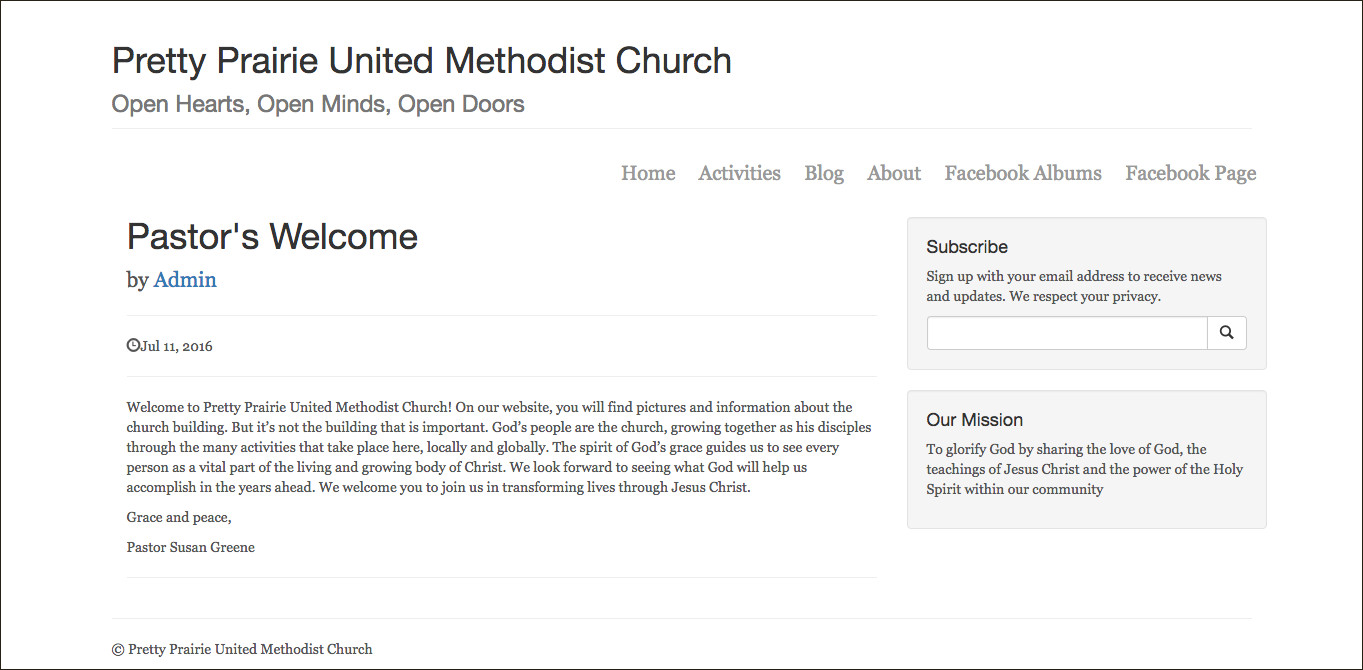 Pretty Prairie United Methodist Church
Open Hearts, Open Minds, Open Doors
Home Activities Blog About Facebook Albums Facebook Page
Pastor's Welcome
by Admin
Jul 11, 2016
Welcome to Pretty Prairie United Methodist Church! On our website, you will find pictures and information about the
church building. But it’s not the building that is important. God’s people are the church, growing together as his disciples
through the many activities that take place here, locally and globally. The spirit of God’s grace guides us to see every
person as a vital part of the living and growing body of Christ. We look forward to seeing what God will help us
accomplish in the years ahead. We welcome you to join us in transforming lives through Jesus Christ.
Grace and peace,
Pastor Susan Greene
Subscribe
Sign up with your email address to receive news
and updates. We respect your privacy.
Our Mission
To glorify God by sharing the love of God, the
teachings of Jesus Christ and the power of the Holy
Spirit within our community
© Pretty Prairie United Methodist Church